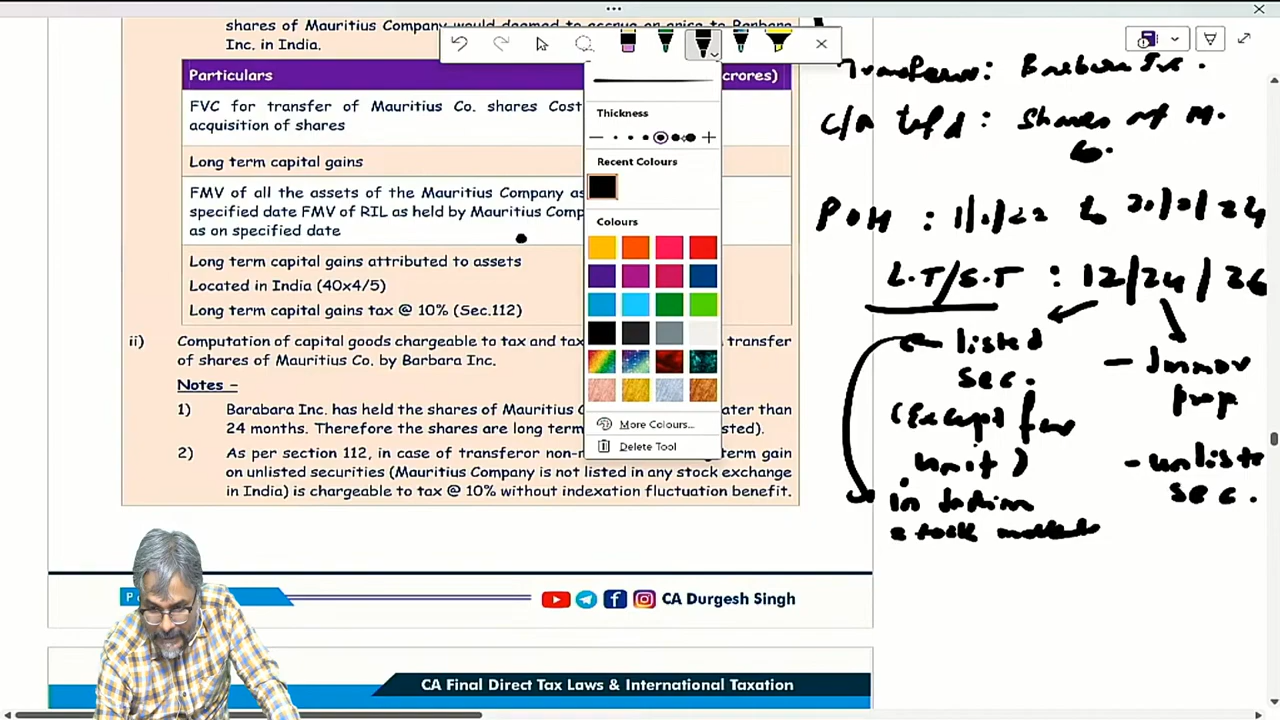 shares of Mauritius Company would deemed to accrue or arise to Barbara
Inc. in India.
Particulars
crores)
FVC for transfer of Mauritius Co. shares Cost
acquisition of shares
Long term capital gains
FMV of all the assets of the Mauritius Company as
specified date FMV of RIL as held by Mauritius Comp
as on specified date
Long term capital gains attributed to assets
Located in India (40x4/5)
Long term capital gains tax @ 10% (Sec.112)
ii) Computation of capital goods chargeable to tax and tax transfer
of shares of Mauritius Co. by Barbara Inc.
Notes –
1) Barabara Inc. has held the shares of Mauritius C ater than
24 months. Therefore the shares are long term sted).
2) As per section 112, in case of transferor non-r term gain
on unlisted securities (Mauritius Company is not listed in any stock exchange
in India) is chargeable to tax @ 10% without indexation fluctuation benefit.
Thickness
Recent Colours
Colours
More Colours...
Delete Tool
Transferor: Barbara Inc.
C/A tefd : Shares of M.
Co.
P.O.H :
L.T/S.T : 12/24/36
listed
sec.
(Except for
unit)
in Indian
stock market
- Immov
prop.
- unliste
sec.
CA Durgesh Singh
CA Final Direct Tax Laws & International Taxation